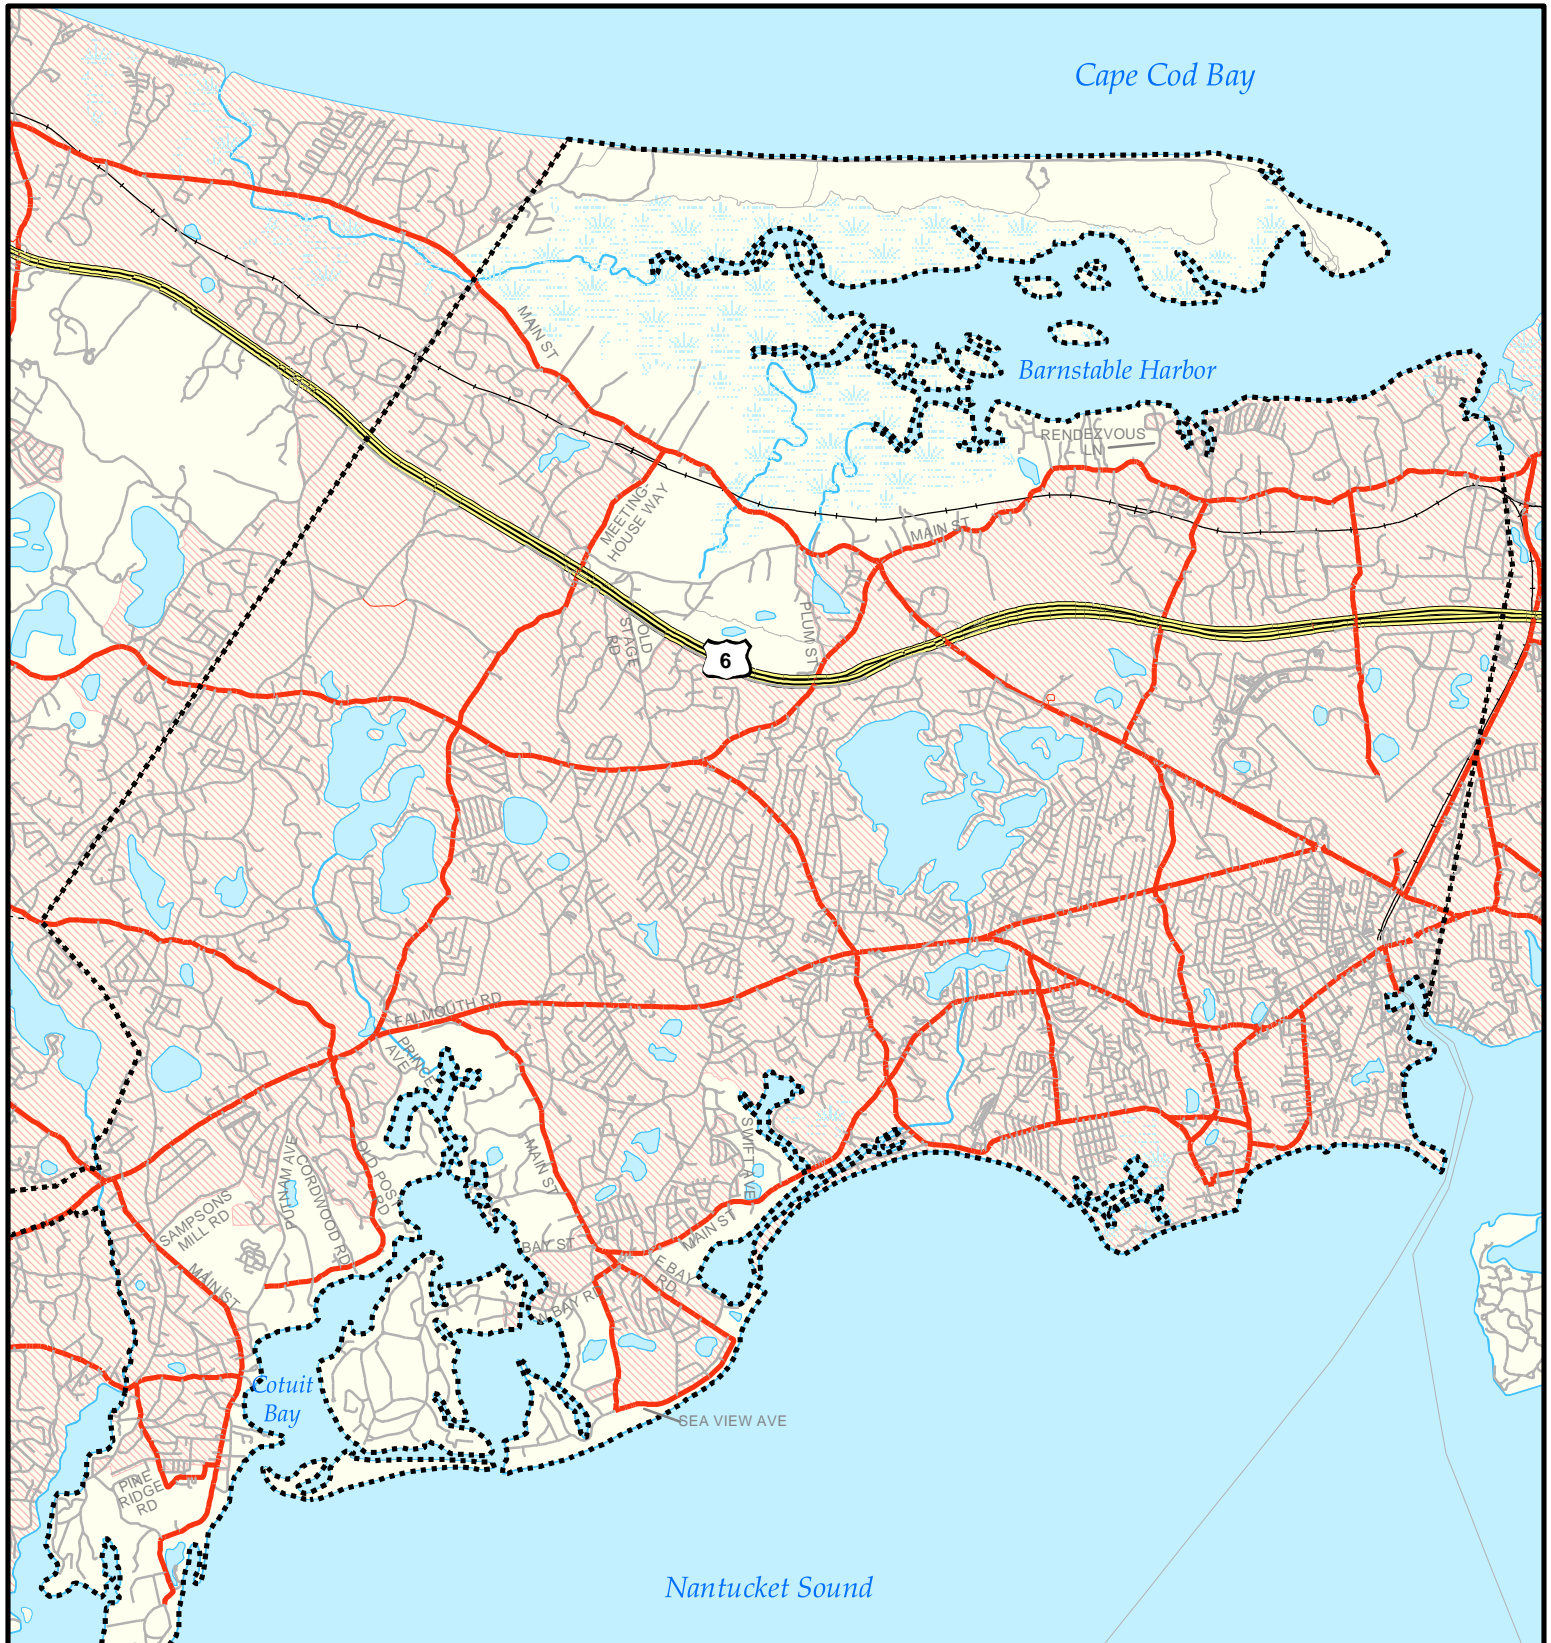 Cape Cod Bay
MAIN ST
Barnstable Harbor
RENDEZVOUS
LN
MEETING-
HOUSE WAY
MAIN ST
OLD
STAGE
RD
PLUM ST
6
FALMOUTH RD
PRINCE
AVE
SWIFT AVE
MAIN ST
PUTNAM AVE
CORDWOOD RD
OLD POST
RD
SAMPSONS
MILL RD
MAIN ST
BAY ST
MAIN ST
E BAY
RD
W BAY RD
Cotuit
Bay
SEA VIEW AVE
PINE
RIDGE
RD
Nantucket Sound